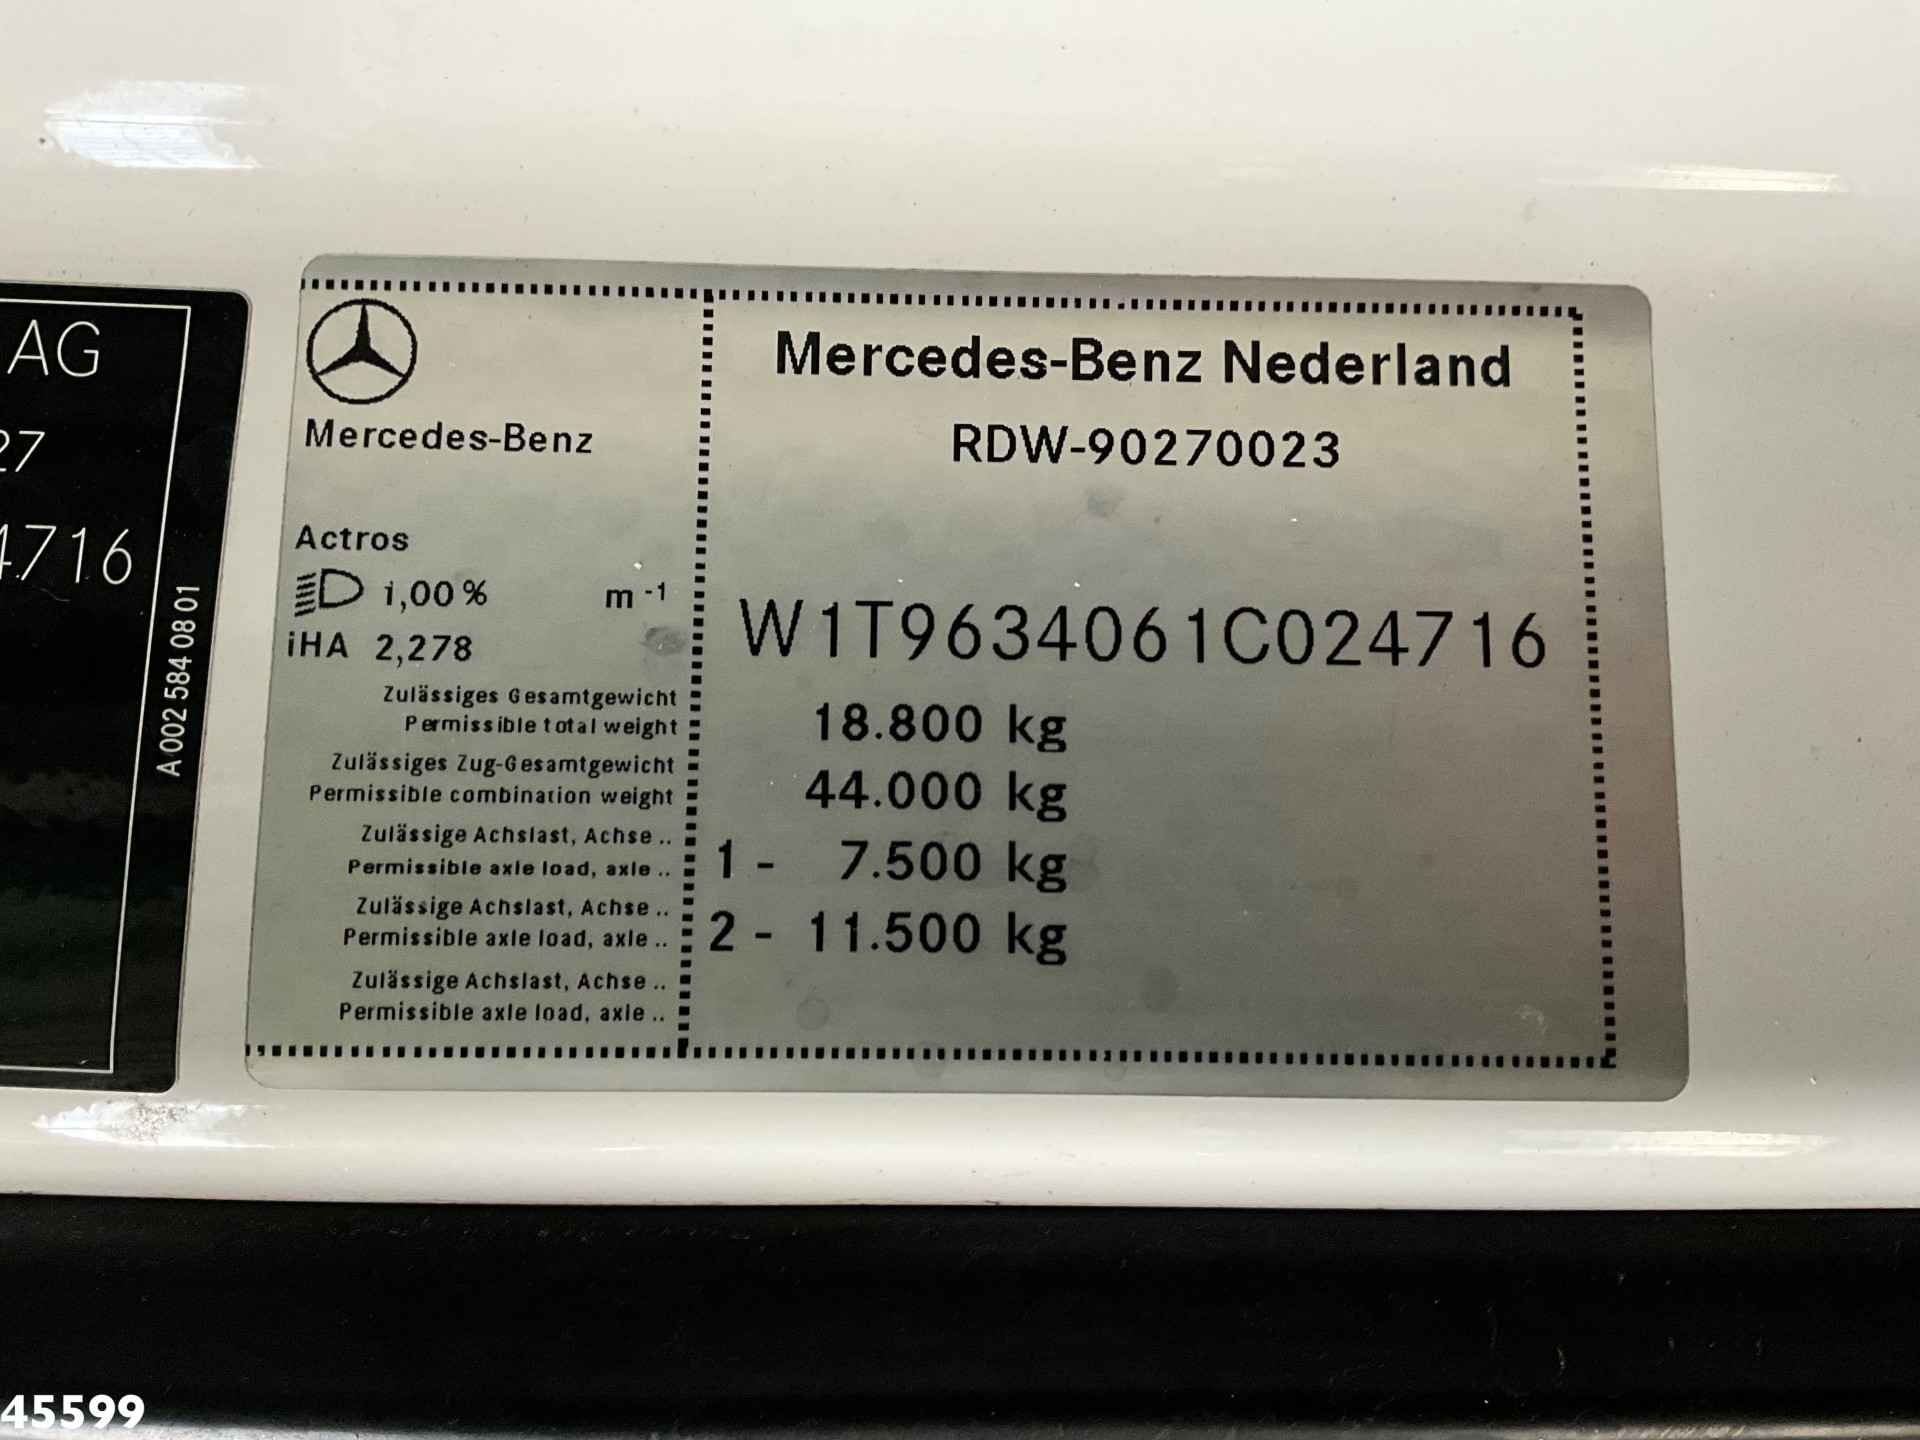 AG
27
4716
A 002 584 08 01
Mercedes-Benz
Actros
1,00% m-1
iHA 2,278
Zulässiges Gesamtgewicht
Permissible total weight
Zulässiges Zug-Gesamtgewicht
Permissible combination weight
Zulässige Achslast, Achse ..
Permissible axle load, axle ..
Zulässige Achslast, Achse ..
Permissible axle load, axle ..
Zulässige Achslast, Achse ..
Permissible axle load, axle ..
Mercedes-Benz Nederland
RDW-90270023
W1T9634061C024716
18.800 kg
44.000 kg
1 - 7.500 kg
2 - 11.500 kg
45599